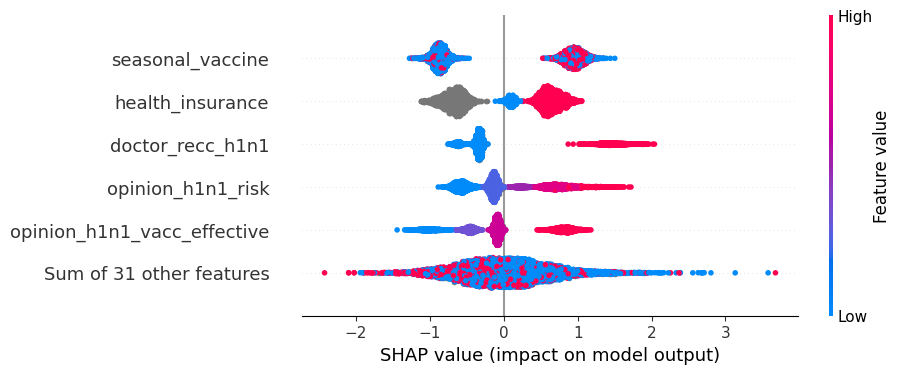 High
seasonal_vaccine
health_insurance
doctor_recc_h1n1
opinion_h1n1_risk
opinion_h1n1_vacc_effective
Sum of 31 other features
Feature value
Low
−2 −1 0 1 2 3
SHAP value (impact on model output)